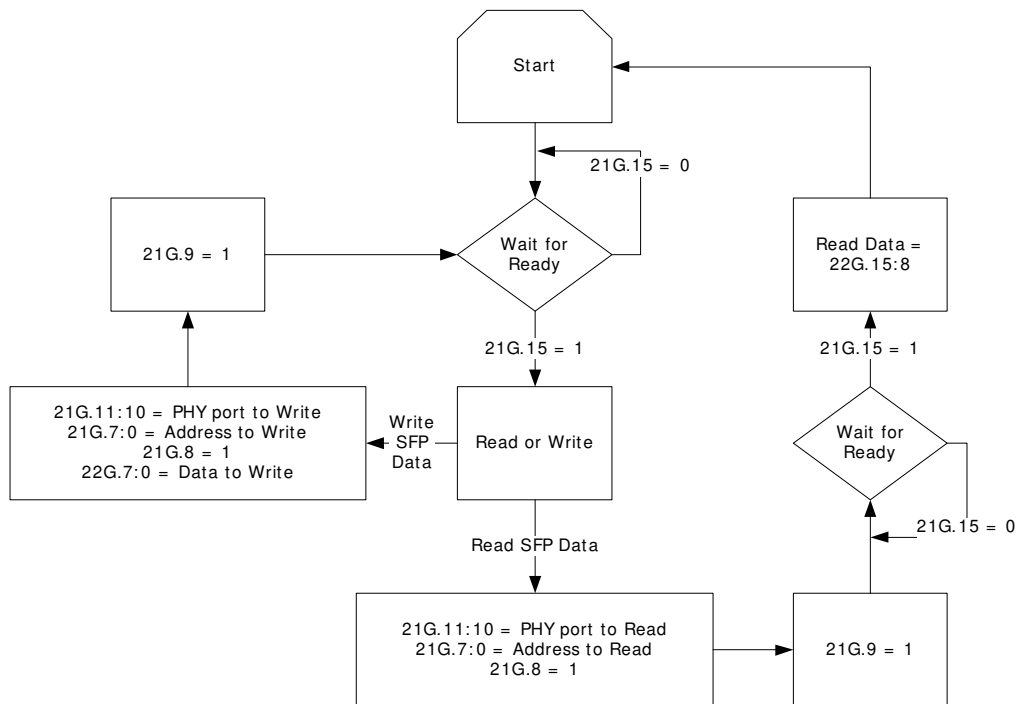 Start
21G.15 = 0
21G.9 = 1
Wait for
Ready
Read Data =
22G.15:8
21G.15 = 1
21G.15 = 1
21G.11:10 = PHY port to Write
21G.7:0 = Address to Write
21G.8 = 1
22G.7:0 = Data to Write
Write
SFP
Data
Read or Write
Wait for
Ready
21G.15 = 0
Read SFP Data
21G.11:10 = PHY port to Read
21G.7:0 = Address to Read
21G.8 = 1
21G.9 = 1